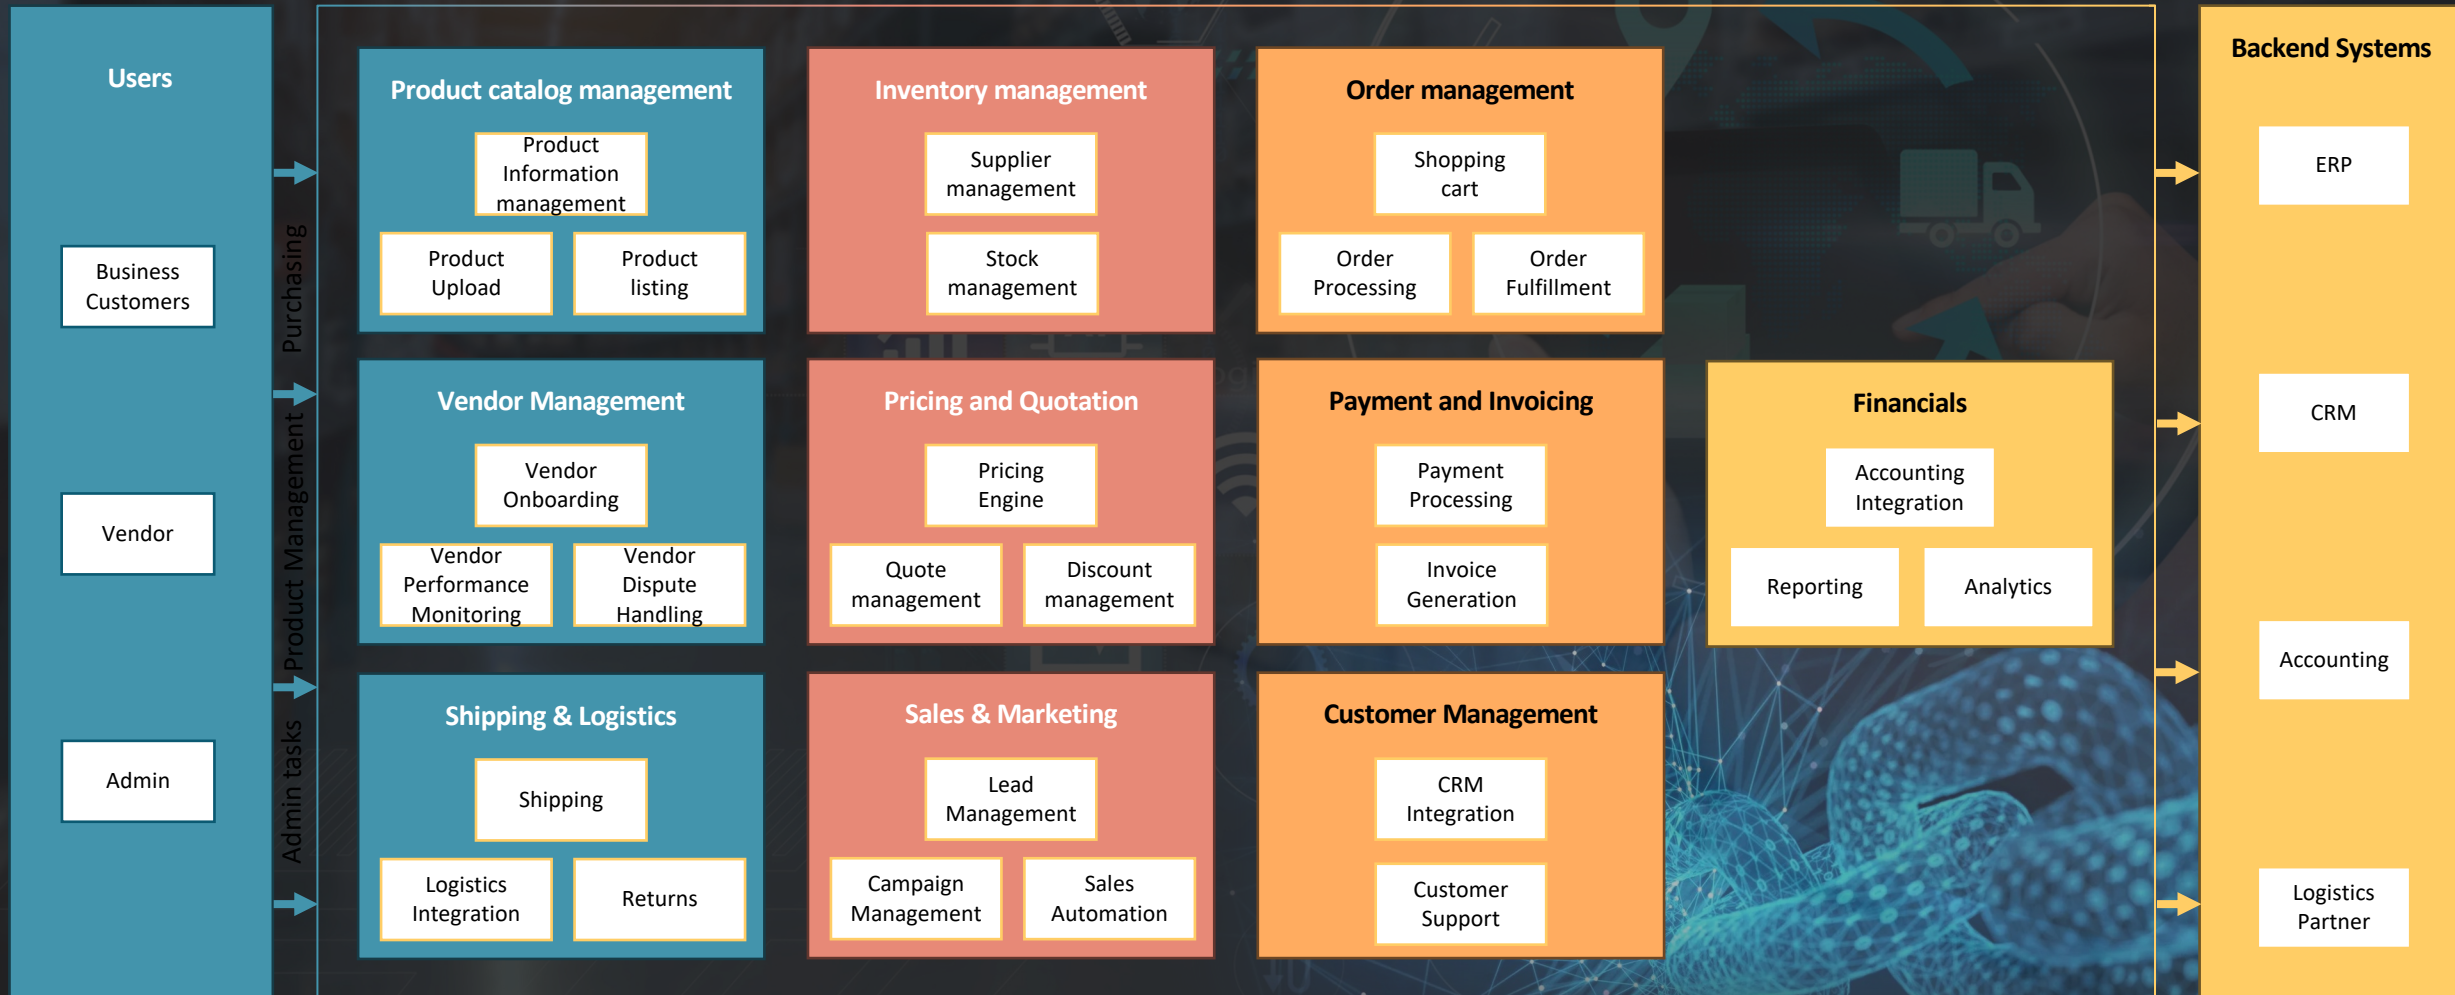 Users
Business
Customers
Vendor
Admin
Purchasing
Product Management
Admin tasks
Product catalog management
Product
Information
management
Product
Upload
Product
listing
Inventory management
Supplier
management
Stock
management
Order management
Shopping
cart
Order
Processing
Order
Fulfillment
Vendor Management
Vendor
Onboarding
Vendor
Performance
Monitoring
Vendor
Dispute
Handling
Pricing and Quotation
Pricing
Engine
Quote
management
Discount
management
Payment and Invoicing
Payment
Processing
Invoice
Generation
Financials
Accounting
Integration
Reporting
Analytics
Shipping & Logistics
Shipping
Logistics
Integration
Returns
Sales & Marketing
Lead
Management
Campaign
Management
Sales
Automation
Customer Management
CRM
Integration
Customer
Support
Backend Systems
ERP
CRM
Accounting
Logistics
Partner